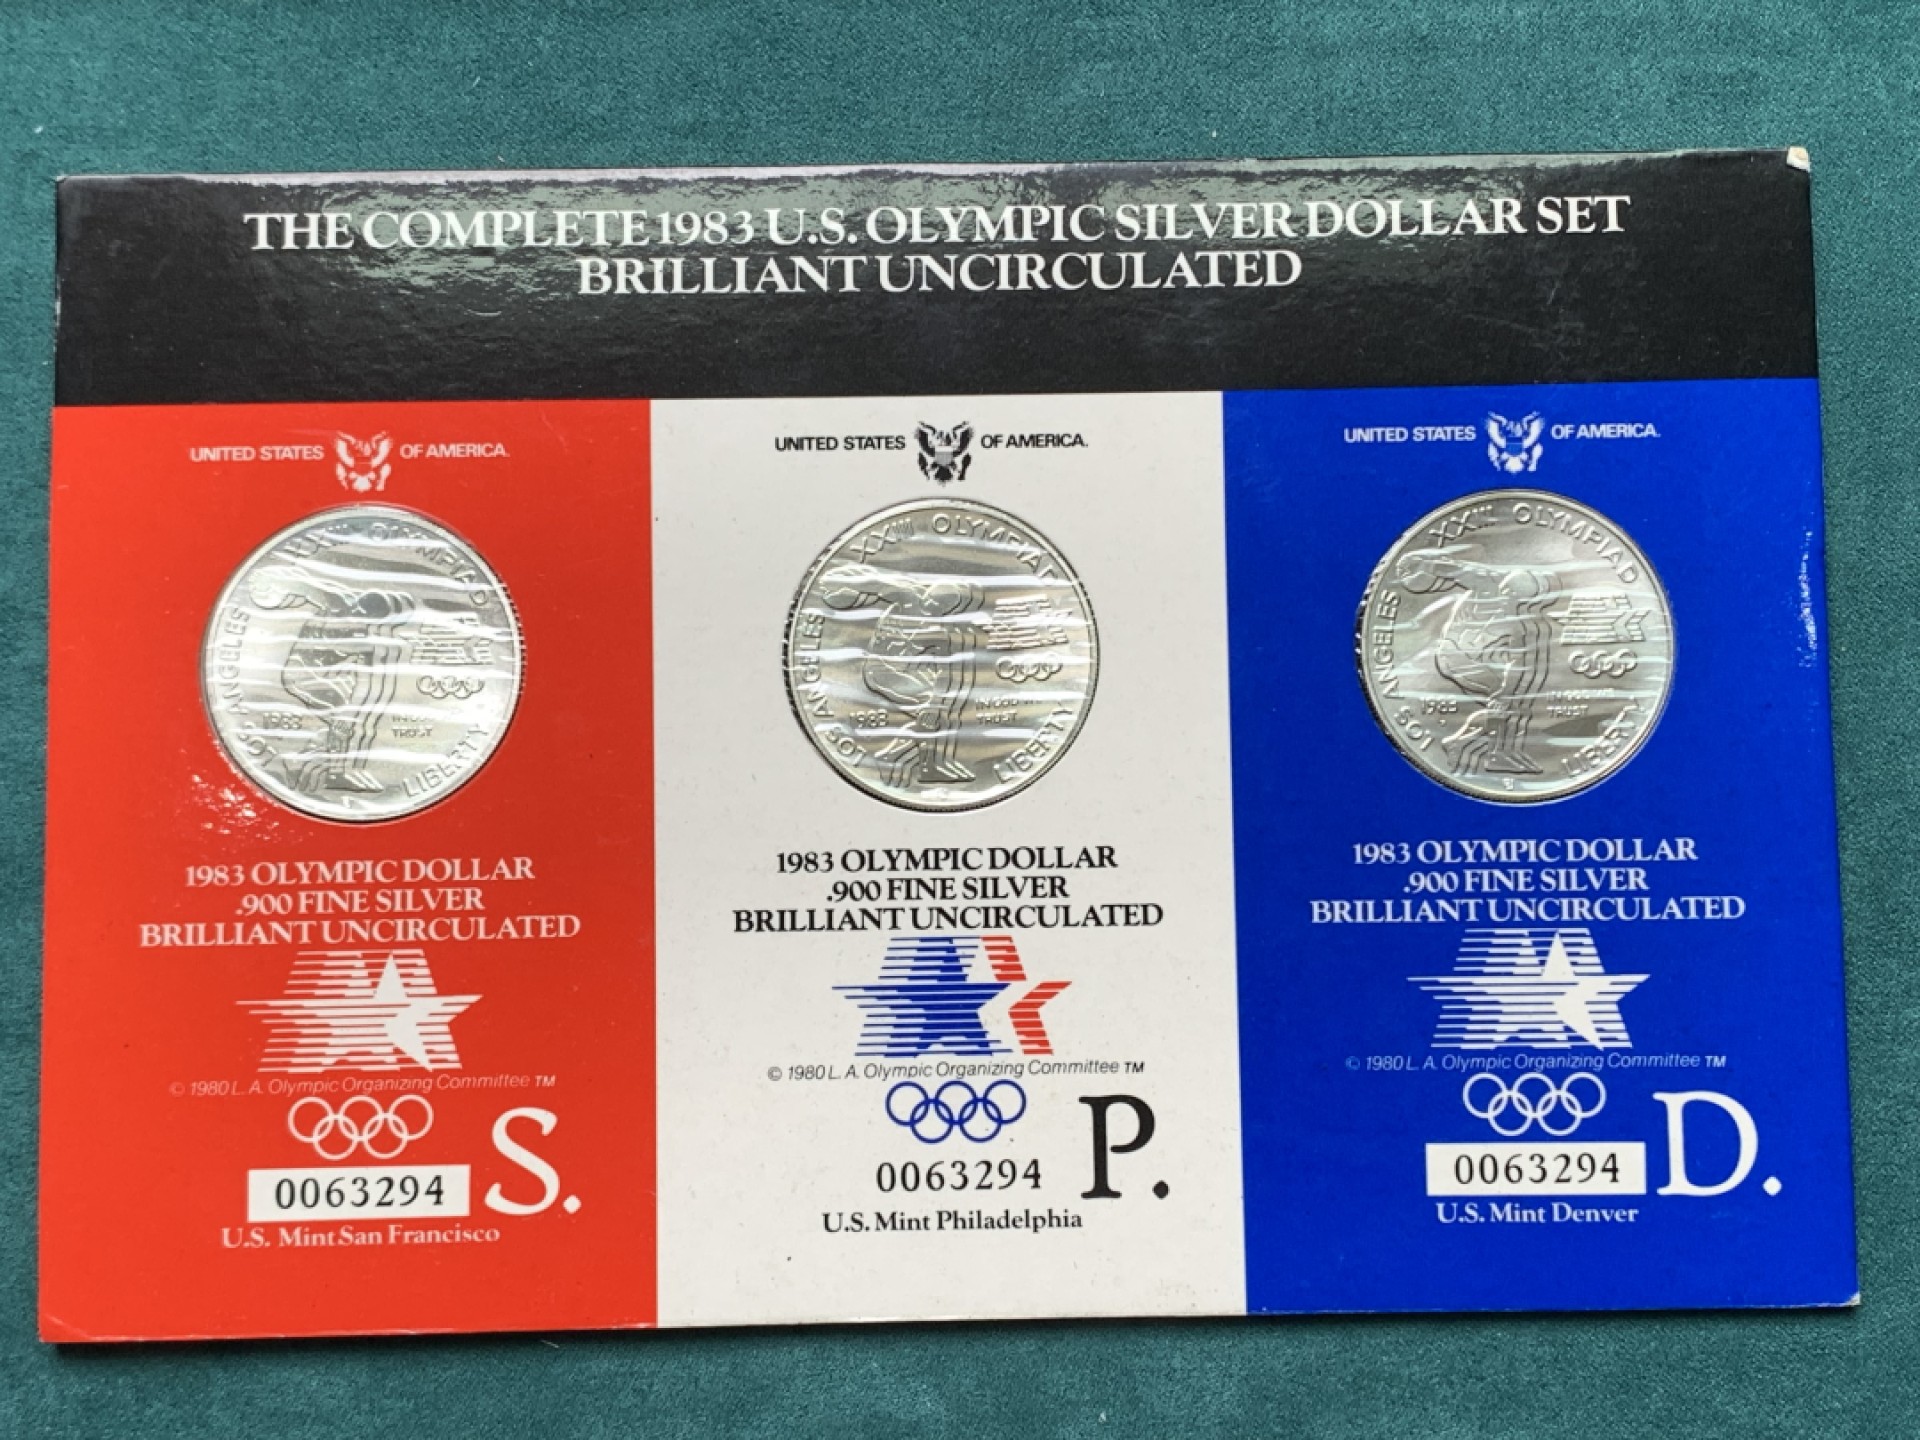 THE COMPLETE 1983 U.S. OLYMPIC SILVER DOLLAR SET
BRILLIANT UNCIRCULATED
UNITED STATES OF AMERICA.
XXIII OLYMPIAD
LOS ANGELES
1983
TRUST
LIBERTY
1983 OLYMPIC DOLLAR
.900 FINE SILVER
BRILLIANT UNCIRCULATED
© 1980 L. A. Olympic Organizing Committee TM
0063294 S.
U.S. Mint San Francisco
UNITED STATES OF AMERICA.
XXIII OLYMPIAD
LOS ANGELES
1983
IN GOD WE
TRUST
LIBERTY
1983 OLYMPIC DOLLAR
.900 FINE SILVER
BRILLIANT UNCIRCULATED
© 1980 L. A. Olympic Organizing Committee TM
0063294 P.
U.S. Mint Philadelphia
UNITED STATES OF AMERICA.
XXIII OLYMPIAD
LOS ANGELES
1983
IN GOD WE
TRUST
LIBERTY
1983 OLYMPIC DOLLAR
.900 FINE SILVER
BRILLIANT UNCIRCULATED
© 1980 L. A. Olympic Organizing Committee TM
0063294 D.
U.S. Mint Denver